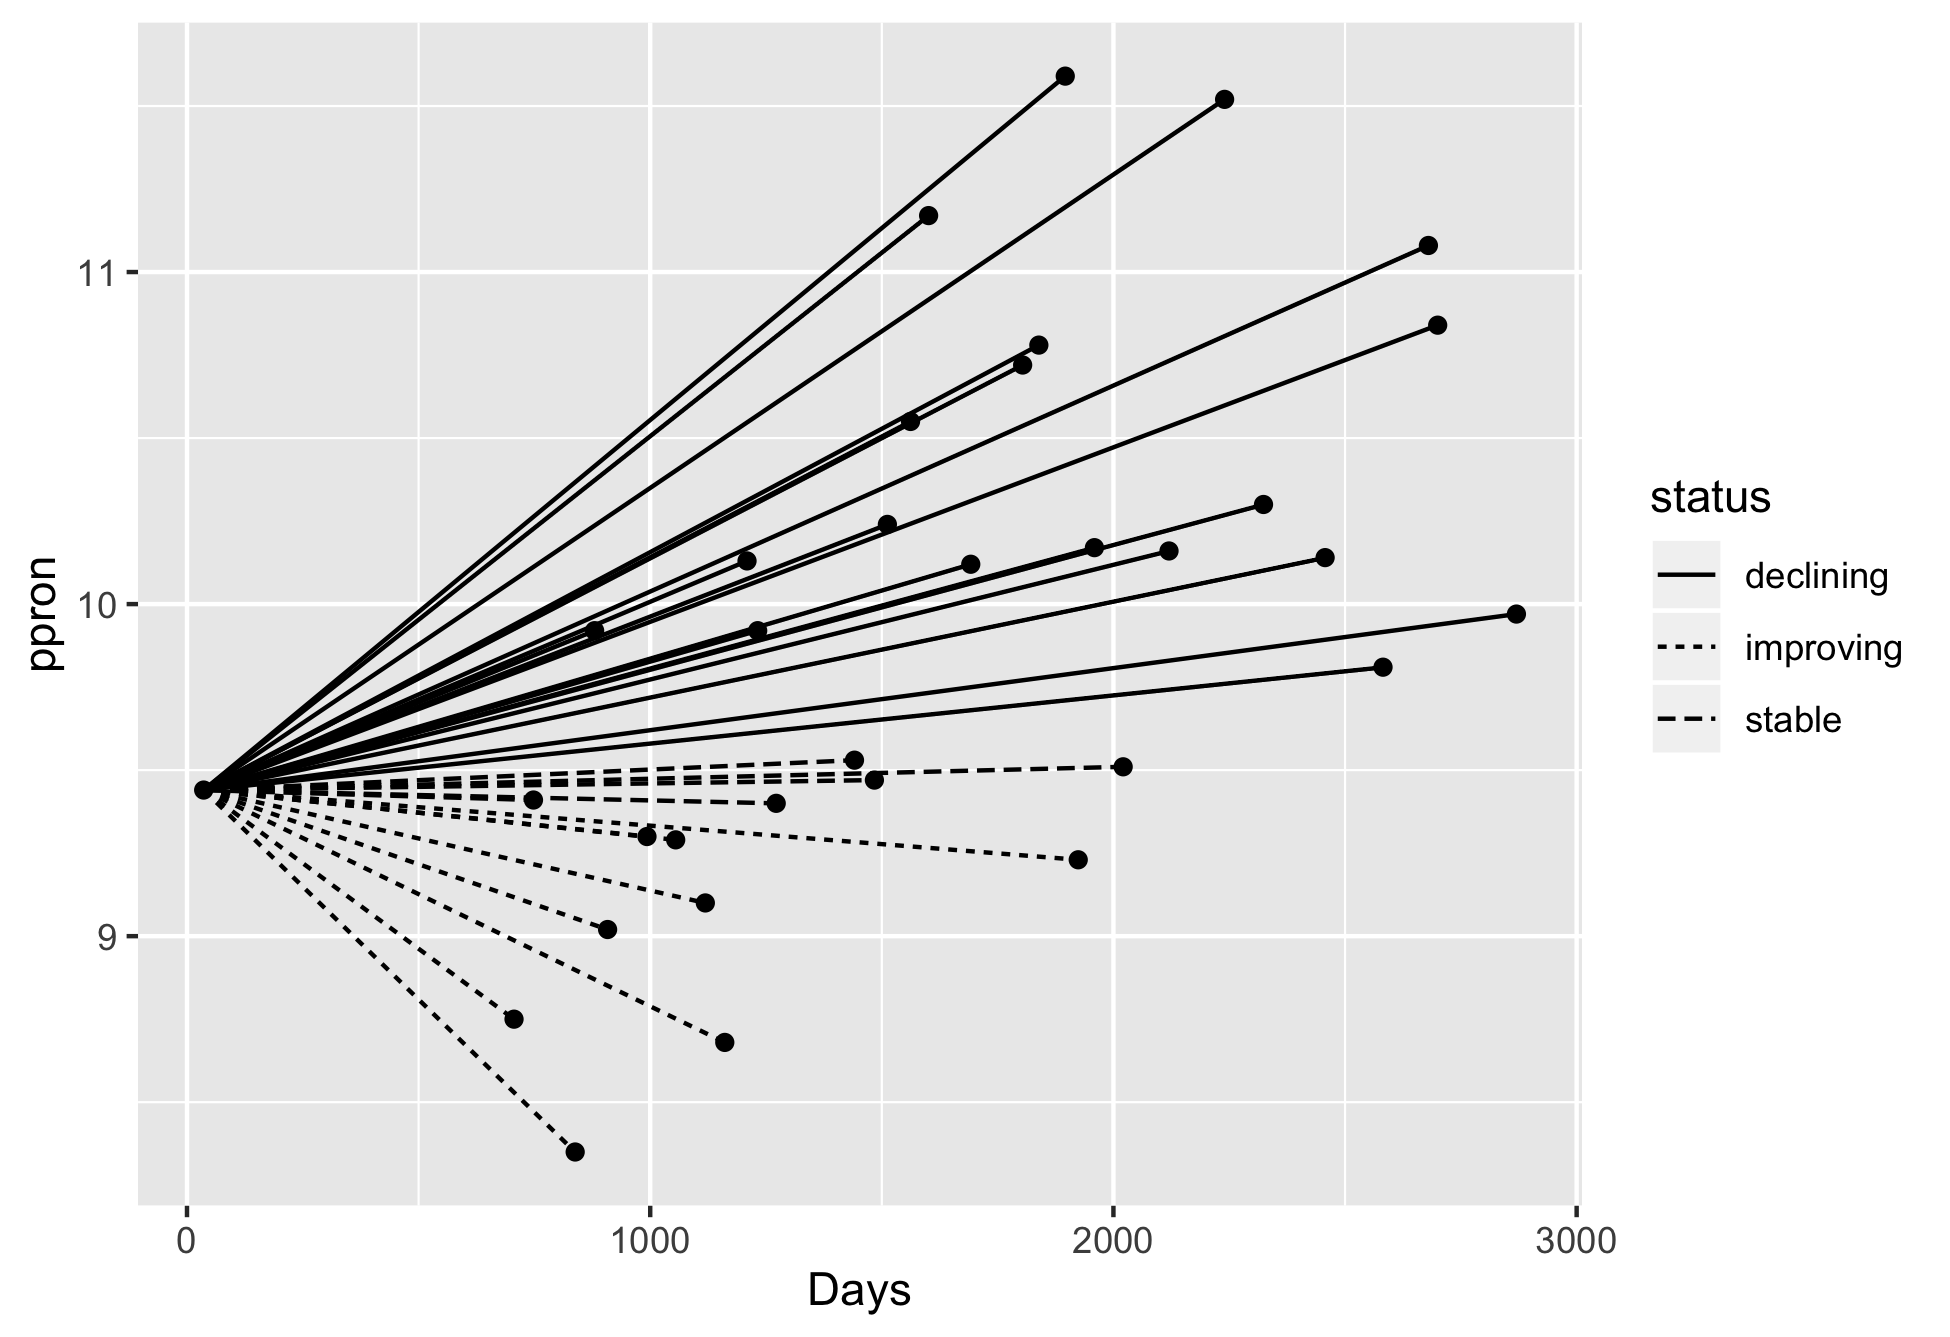 11
10
9
ppron
0 1000 2000 3000
Days
status
declining
improving
stable